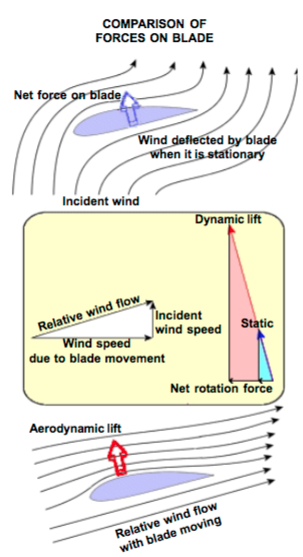 COMPARISON OF
FORCES ON BLADE
Net force on blade
Wind deflected by blade
when it is stationary
Incident wind
Dynamic lift
Relative wind flow
Incident
wind speed
Static
Wind speed
due to blade movement
Net rotation force
Aerodynamic lift
Relative wind flow
with blade moving